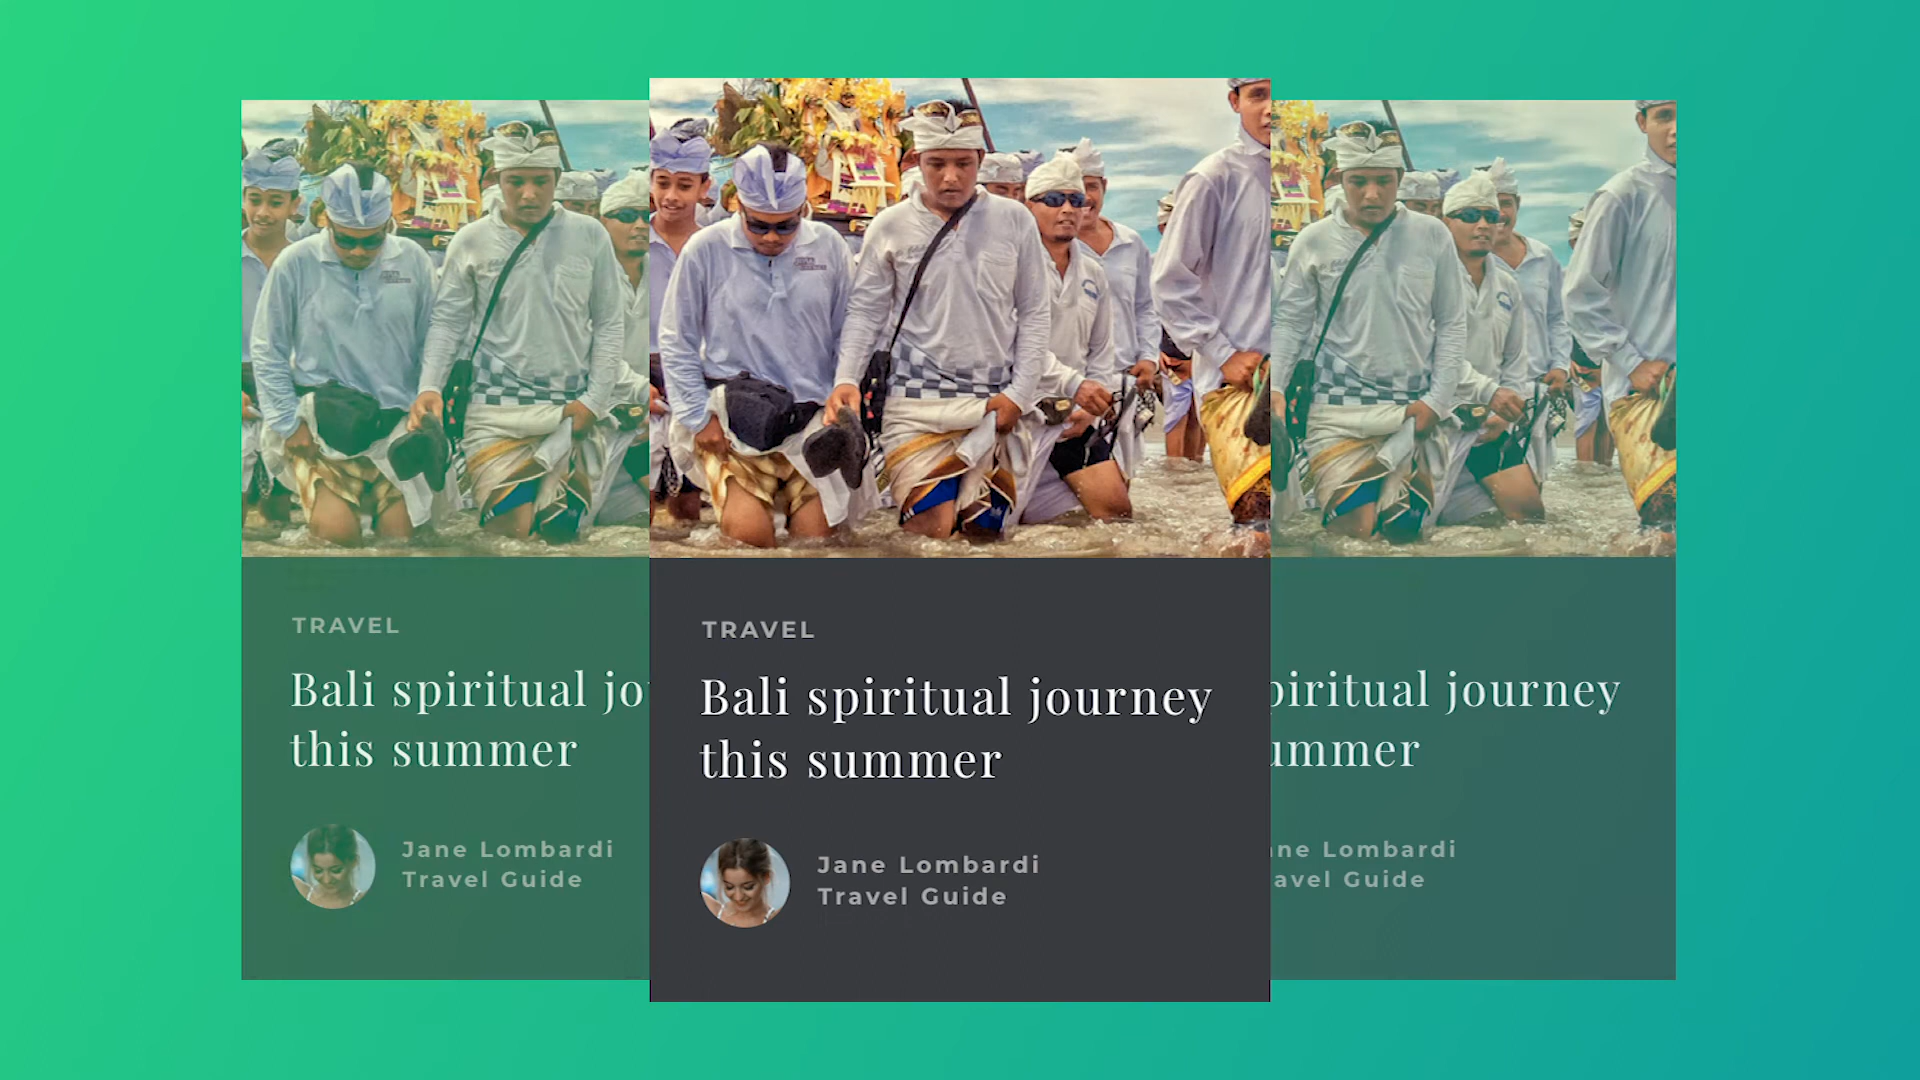 TRAVEL
Bali spiritual jo
this summer
Jane Lombardi
Travel Guide
TRAVEL
Bali spiritual journey
this summer
Jane Lombardi
Travel Guide
piritual journey
ummer
ne Lombardi
avel Guide